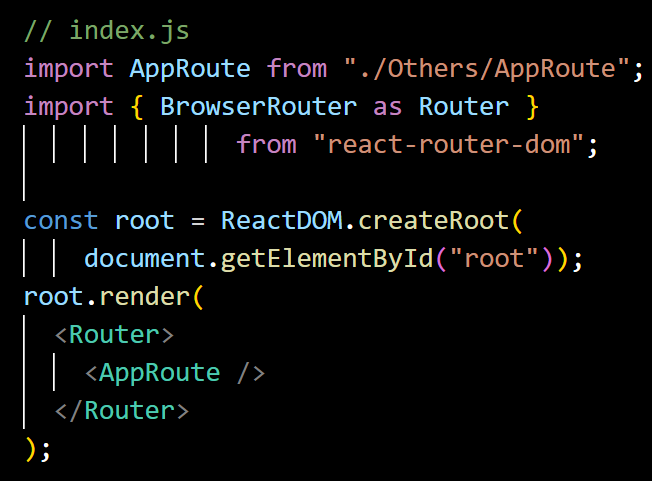 // index.js
import AppRoute from "./Others/AppRoute";
import { BrowserRouter as Router }
from "react-router-dom";
const root = ReactDOM.createRoot(
document.getElementById("root"));
root.render(
<Router>
<AppRoute />
</Router>
);